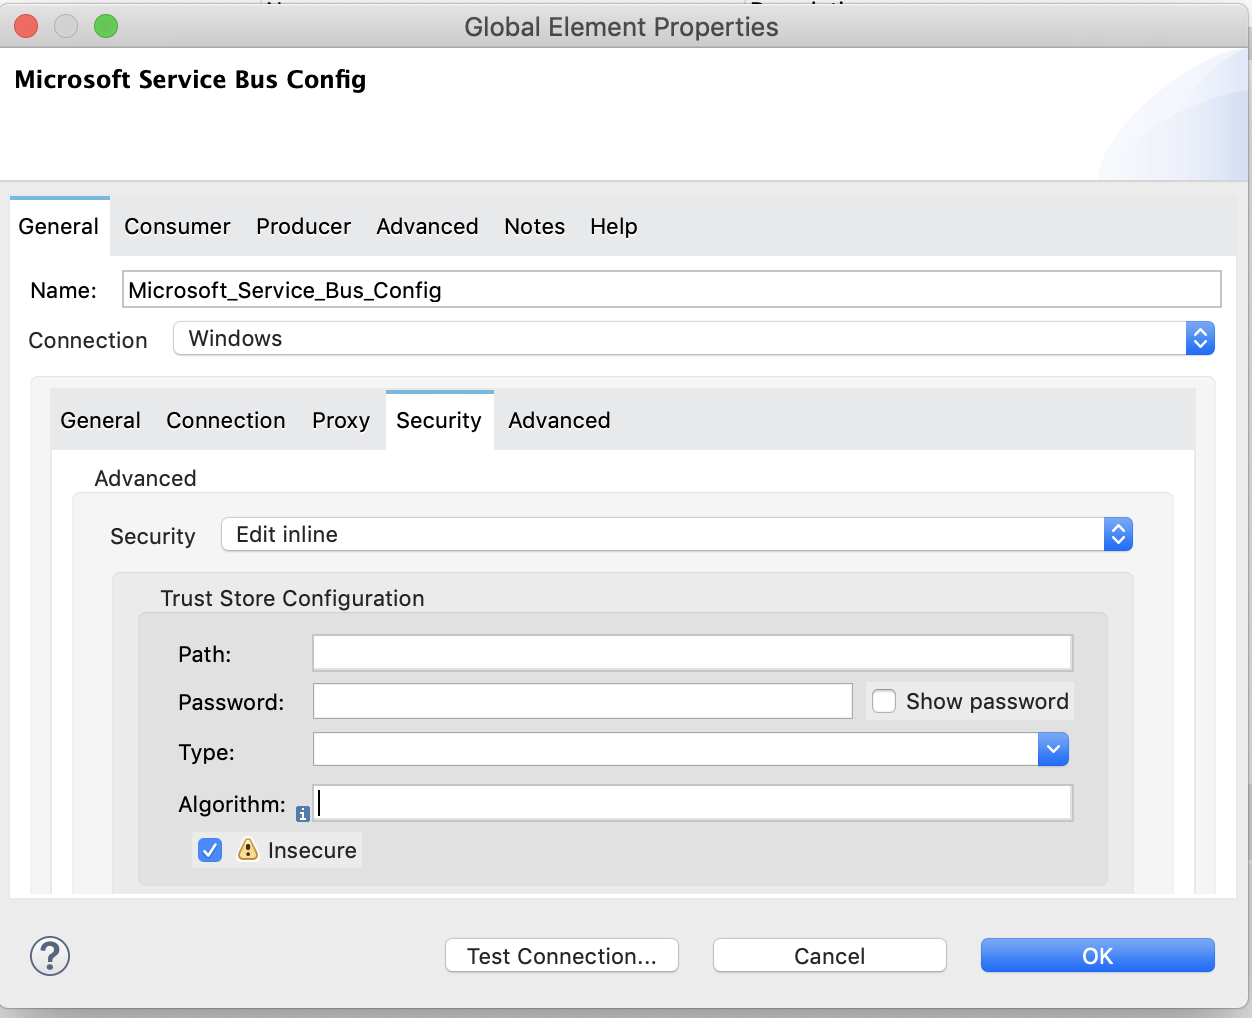 Global Element Properties
Microsoft Service Bus Config
General Consumer Producer Advanced Notes Help
Name: Microsoft_Service_Bus_Config
Connection Windows
General Connection Proxy Security Advanced
Advanced
Security Edit inline
Trust Store Configuration
Path:
Password: Show password
Type:
Algorithm:
Insecure
Test Connection... Cancel OK